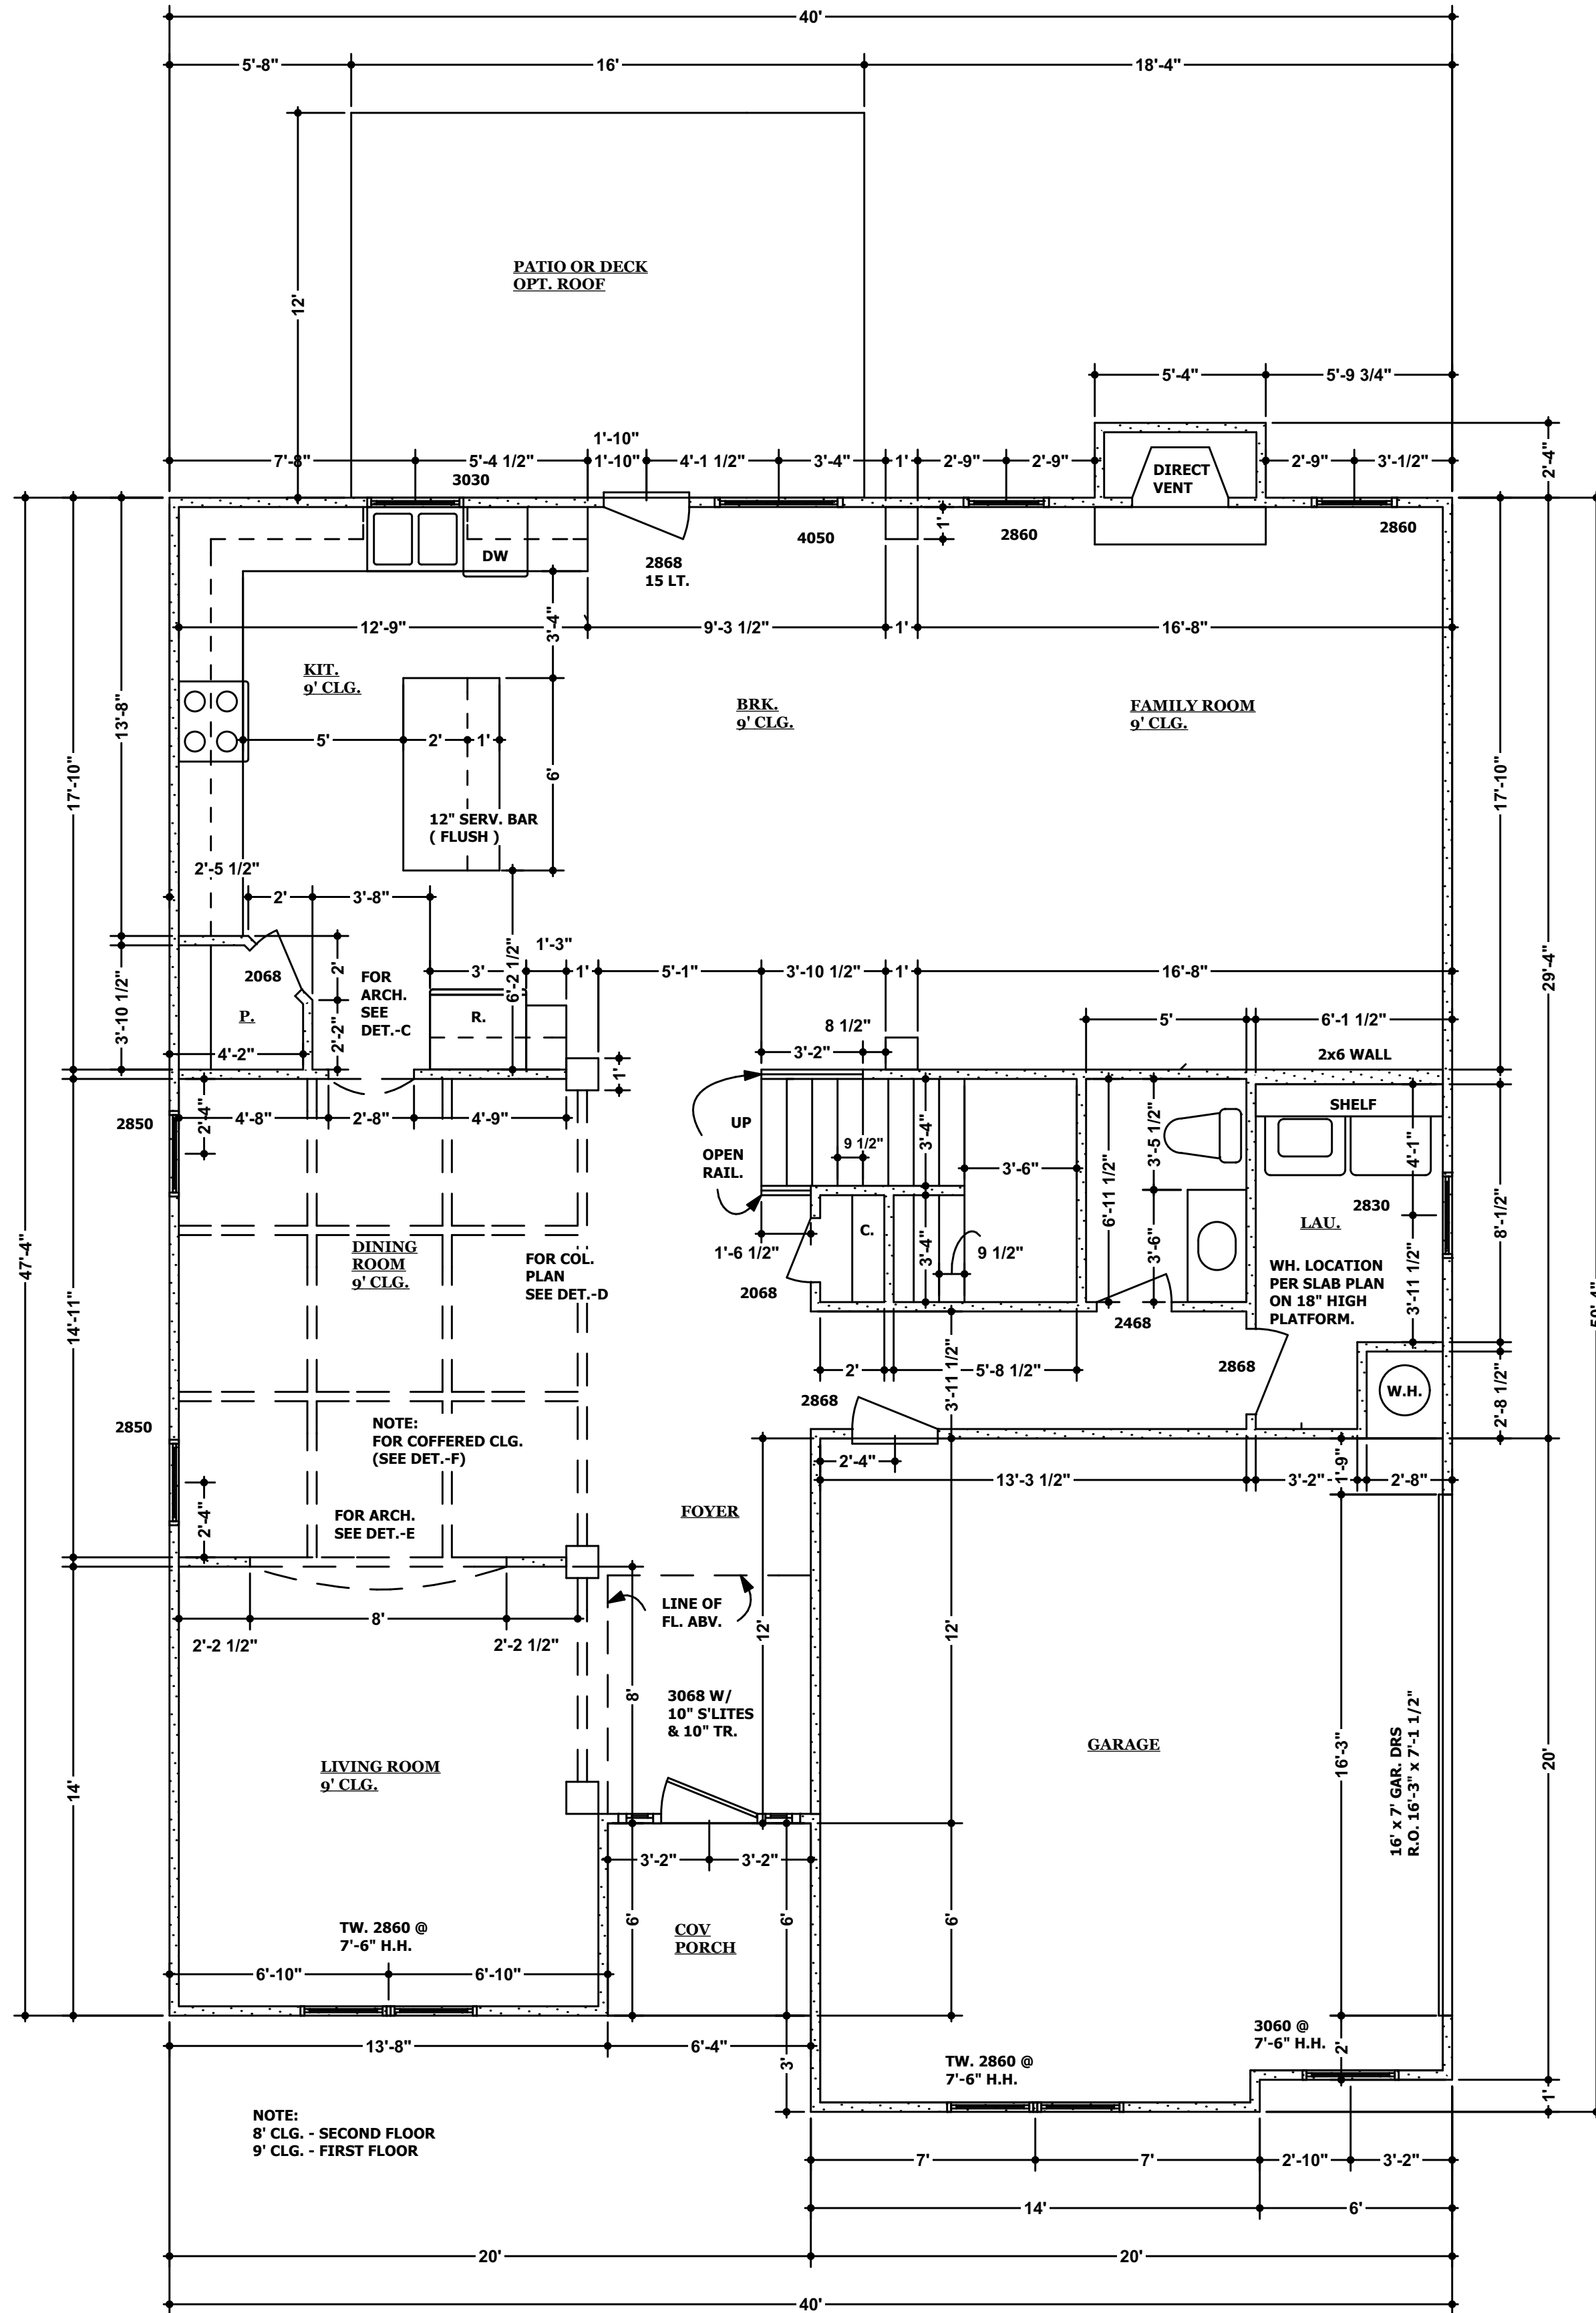 40'
5'-8"
16'
18'-4"
PATIO OR DECK
OPT. ROOF
12'
5'-4"
5'-9 3/4"
1'-10"
7'-8"
5'-4 1/2"
1'-10"
4'-1 1/2"
3'-4"
1'
2'-9"
2'-9"
2'-9"
3'-1/2"
2'-4"
3030
DIRECT
VENT
DW
2868
15 LT.
4050
1'
2860
2860
12'-9"
3'-4"
9'-3 1/2"
1'
16'-8"
KIT.
9' CLG.
BRK.
9' CLG.
FAMILY ROOM
9' CLG.
13'-8"
17'-10"
5'
2'
1'
6'
17'-10"
12" SERV. BAR
( FLUSH )
2'-5 1/2"
2'
3'-8"
2068
2'
FOR
ARCH.
SEE
DET.-C
3'
6'-2 1/2"
1'-3"
1'
5'-1"
3'-10 1/2"
1'
16'-8"
29'-4"
P.
R.
3'-10 1/2"
4'-2"
2'-2"
1'
8 1/2"
3'-2"
5'
6'-1 1/2"
2x6 WALL
SHELF
2850
2'-4"
4'-8"
2'-8"
4'-9"
UP
OPEN
RAIL.
9 1/2"
3'-4"
3'-6"
6'-11 1/2"
3'-5 1/2"
4'-1"
2830
LAU.
8'-1/2"
DINING
ROOM
9' CLG.
FOR COL.
PLAN
SEE DET.-D
1'-6 1/2"
C.
3'-4"
9 1/2"
3'-6"
2068
WH. LOCATION
PER SLAB PLAN
ON 18" HIGH
PLATFORM.
3'-11 1/2"
47'-4"
14'-11"
50'-4"
2468
2'
3'-11 1/2"
5'-8 1/2"
2868
2868
W.H.
2'-8 1/2"
2850
NOTE:
FOR COFFERED CLG.
(SEE DET.-F)
2'-4"
13'-3 1/2"
3'-2"
1'-9"
2'-8"
2'-4"
FOR ARCH.
SEE DET.-E
FOYER
LINE OF
FL. ABV.
2'-2 1/2"
8'
2'-2 1/2"
12'
12'
8'
3068 W/
10" S'LITES
& 10" TR.
GARAGE
16'-3"
16' x 7' GAR. DRS
R.O. 16'-3" x 7'-1 1/2"
20'
LIVING ROOM
9' CLG.
14'
3'-2"
3'-2"
6'
COV
PORCH
6'
6'
TW. 2860 @
7'-6" H.H.
6'-10"
6'-10"
13'-8"
6'-4"
3'
TW. 2860 @
7'-6" H.H.
3060 @
7'-6" H.H.
2'
1'
NOTE:
8' CLG. - SECOND FLOOR
9' CLG. - FIRST FLOOR
7'
7'
2'-10"
3'-2"
14'
6'
20'
20'
40'